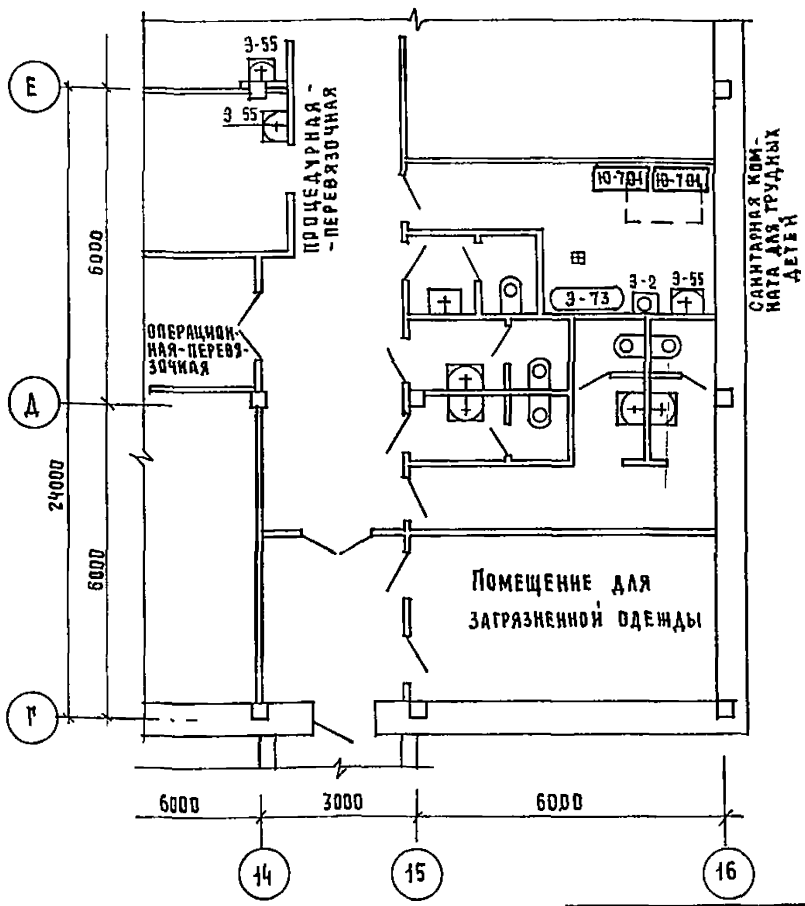 Э-55
Э 55
ПРОЦЕДУРНАЯ-
-ПЕРЕВЯЗОЧНАЯ
Ю-701
Ю-701
САНИТАРНАЯ КОМ-
НАТА ДЛЯ ТРУДНЫХ
ДЕТЕЙ
Э-73
Э-2
Э-55
ОПЕРАЦИОН-
НАЯ-ПЕРЕВЯ-
ЗОЧНАЯ
ПОМЕЩЕНИЕ ДЛЯ
ЗАГРЯЗНЕННОЙ ОДЕЖДЫ
Е
Д
Г
6000
24000
6000
6000
3000
6000
14
15
16